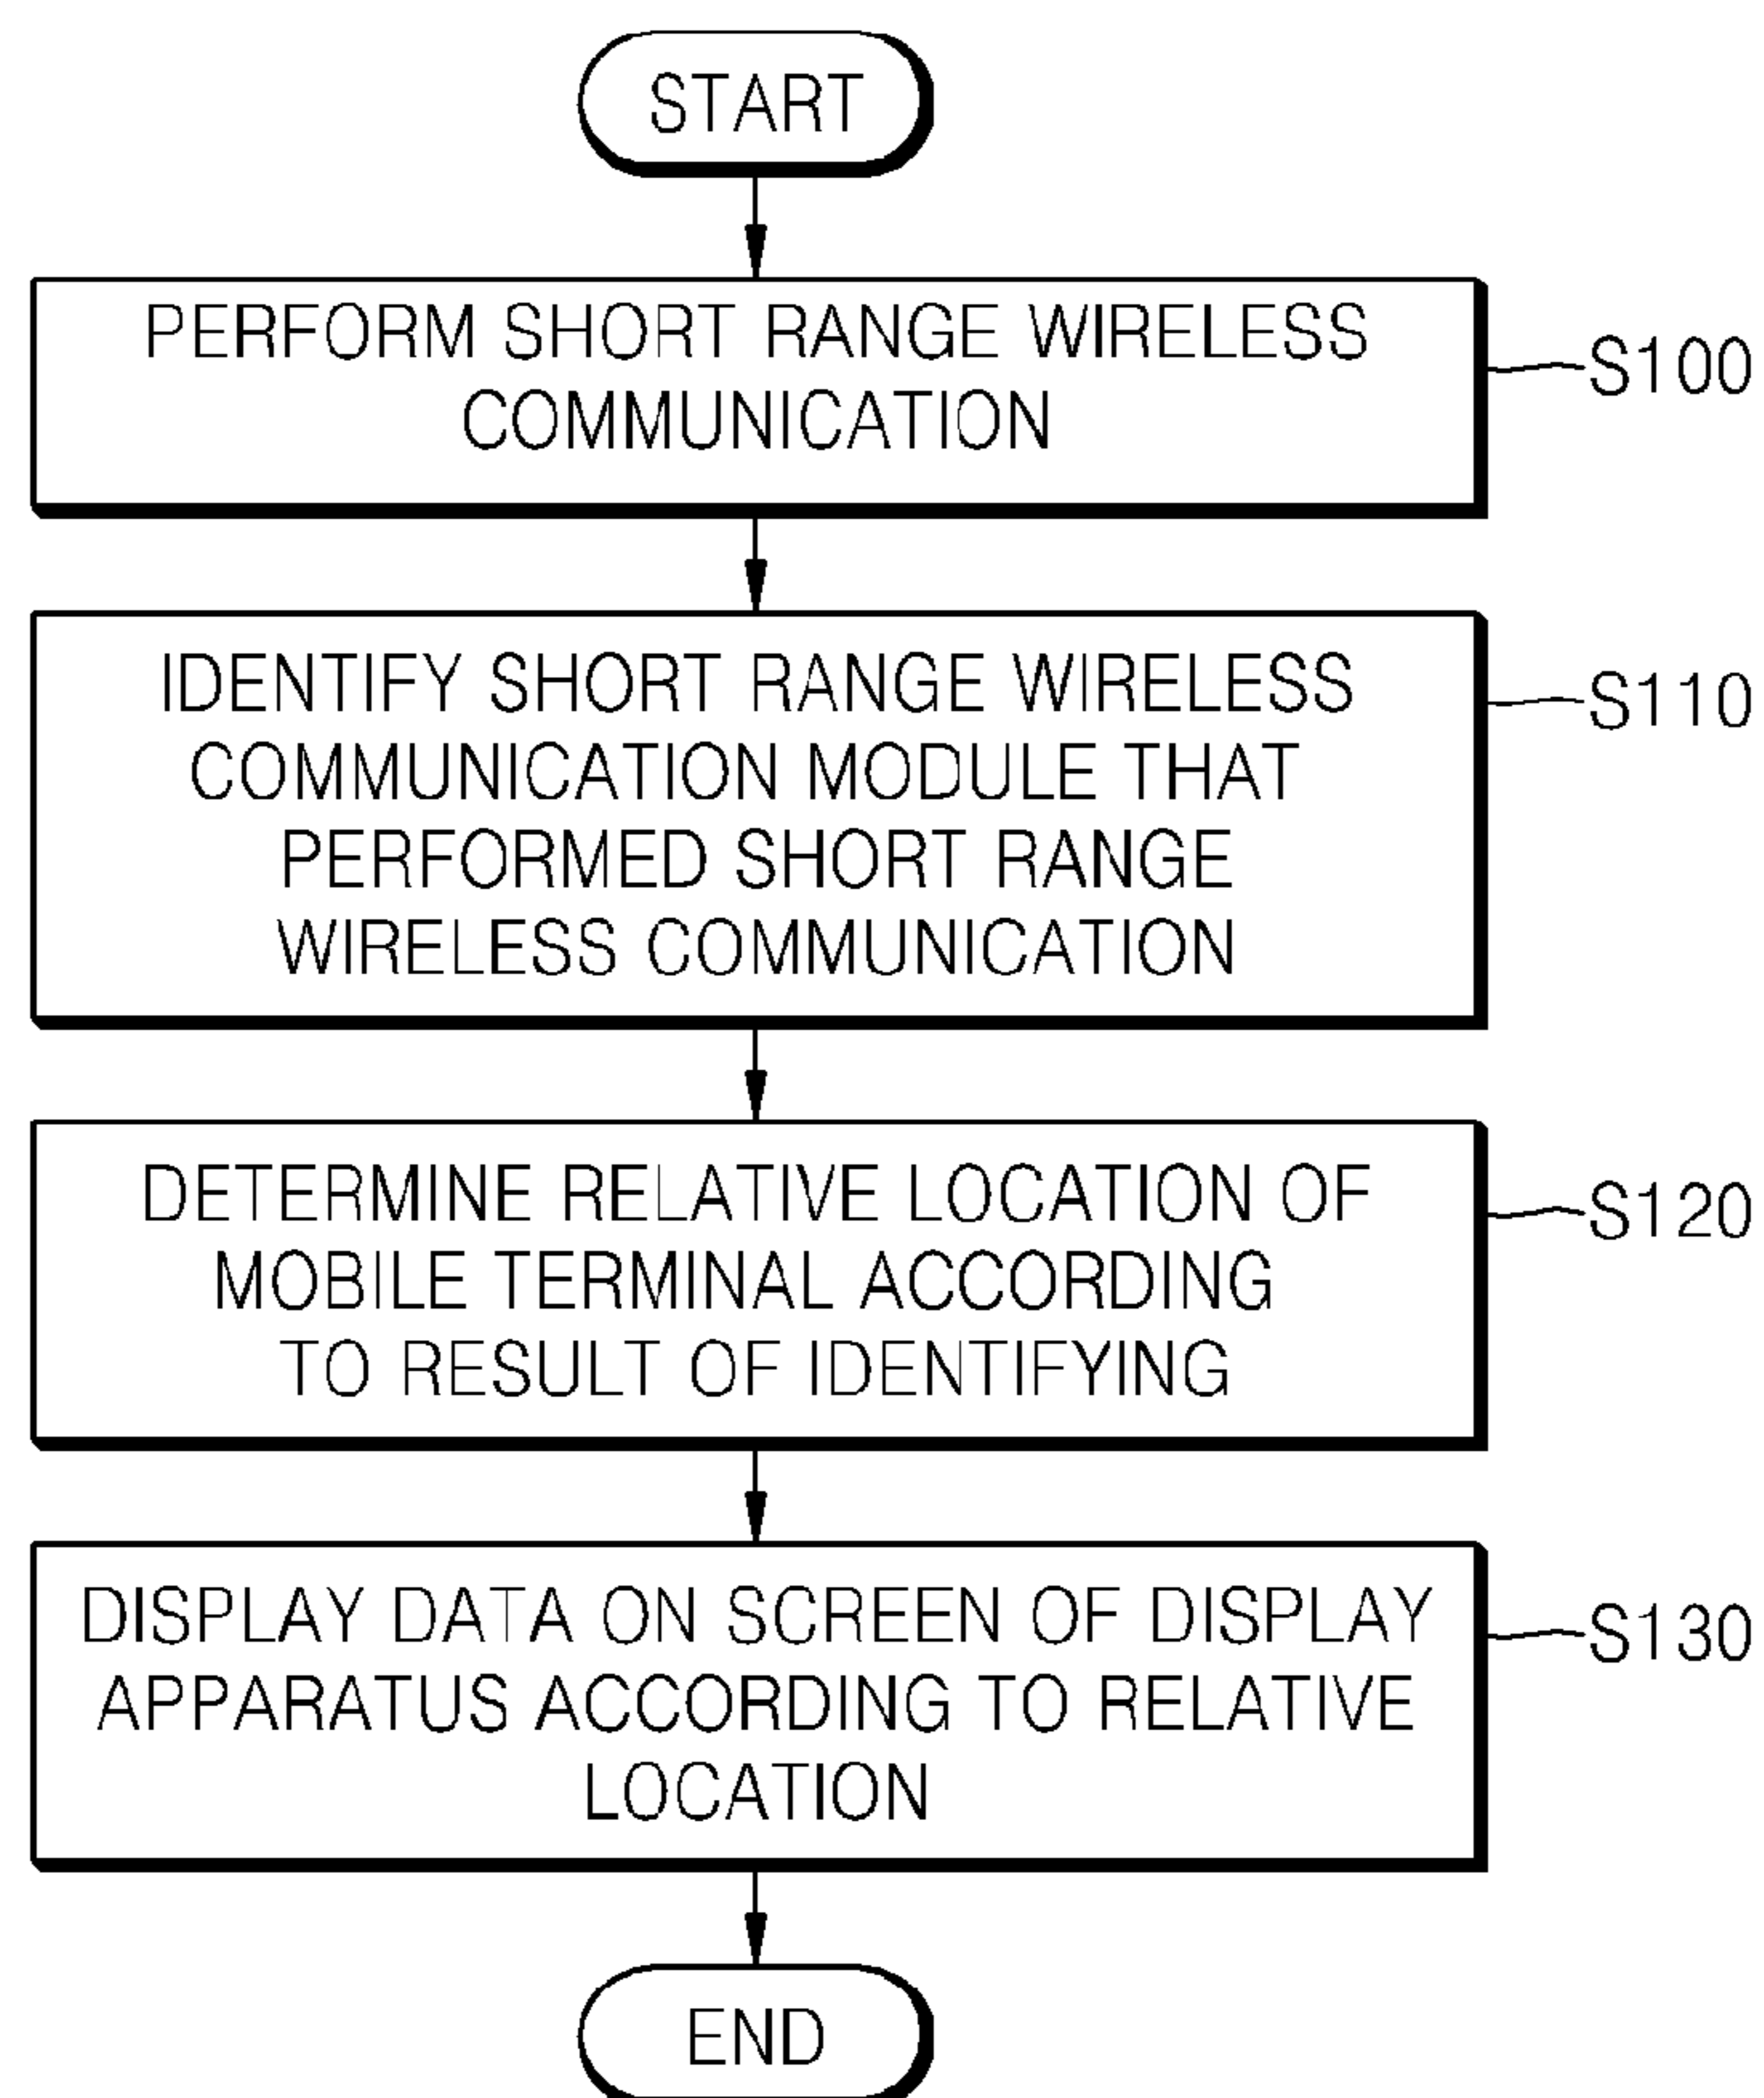 START
PERFORM SHORT RANGE WIRELESS
COMMUNICATION
S100
IDENTIFY SHORT RANGE WIRELESS
COMMUNICATION MODULE THAT
PERFORMED SHORT RANGE
WIRELESS COMMUNICATION
S110
DETERMINE RELATIVE LOCATION OF
MOBILE TERMINAL ACCORDING
TO RESULT OF IDENTIFYING
S120
DISPLAY DATA ON SCREEN OF DISPLAY
APPARATUS ACCORDING TO RELATIVE
LOCATION
S130
END